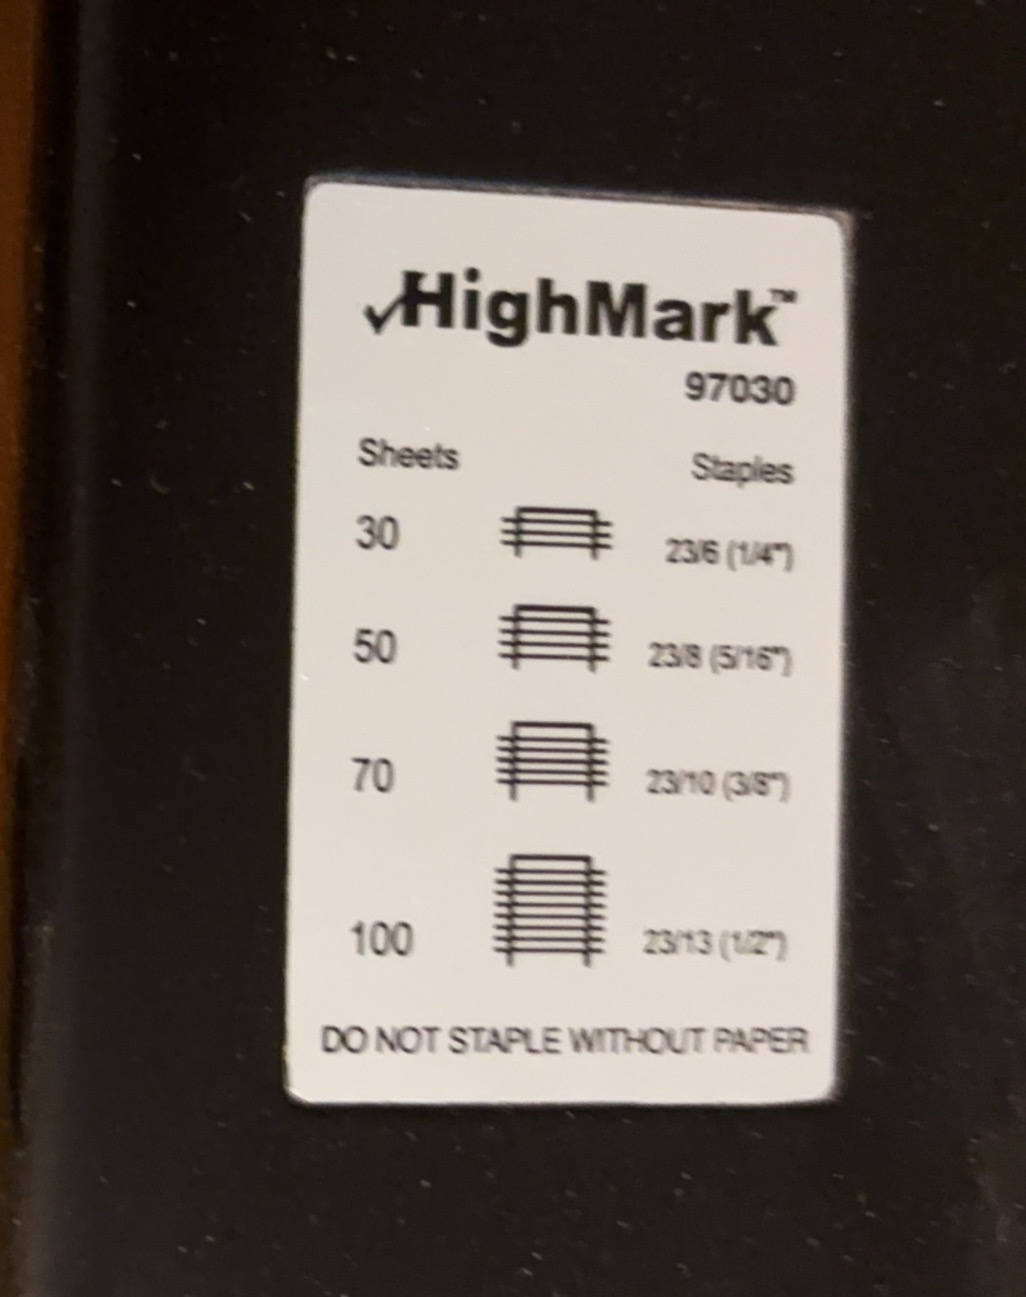 HighMark™
97030
Sheets Staples
30 23/6 (1/4")
50 23/8 (5/16")
70 23/10 (3/8")
100 23/13 (1/2")
DO NOT STAPLE WITHOUT PAPER